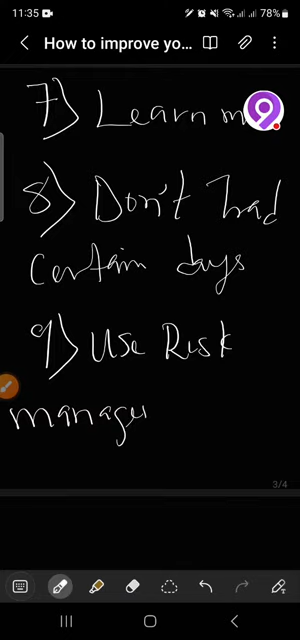 11:35
78%
How to improve yo...
7) Learn
8) Don't Trad
certain days
9) Use Risk
manage
3/4